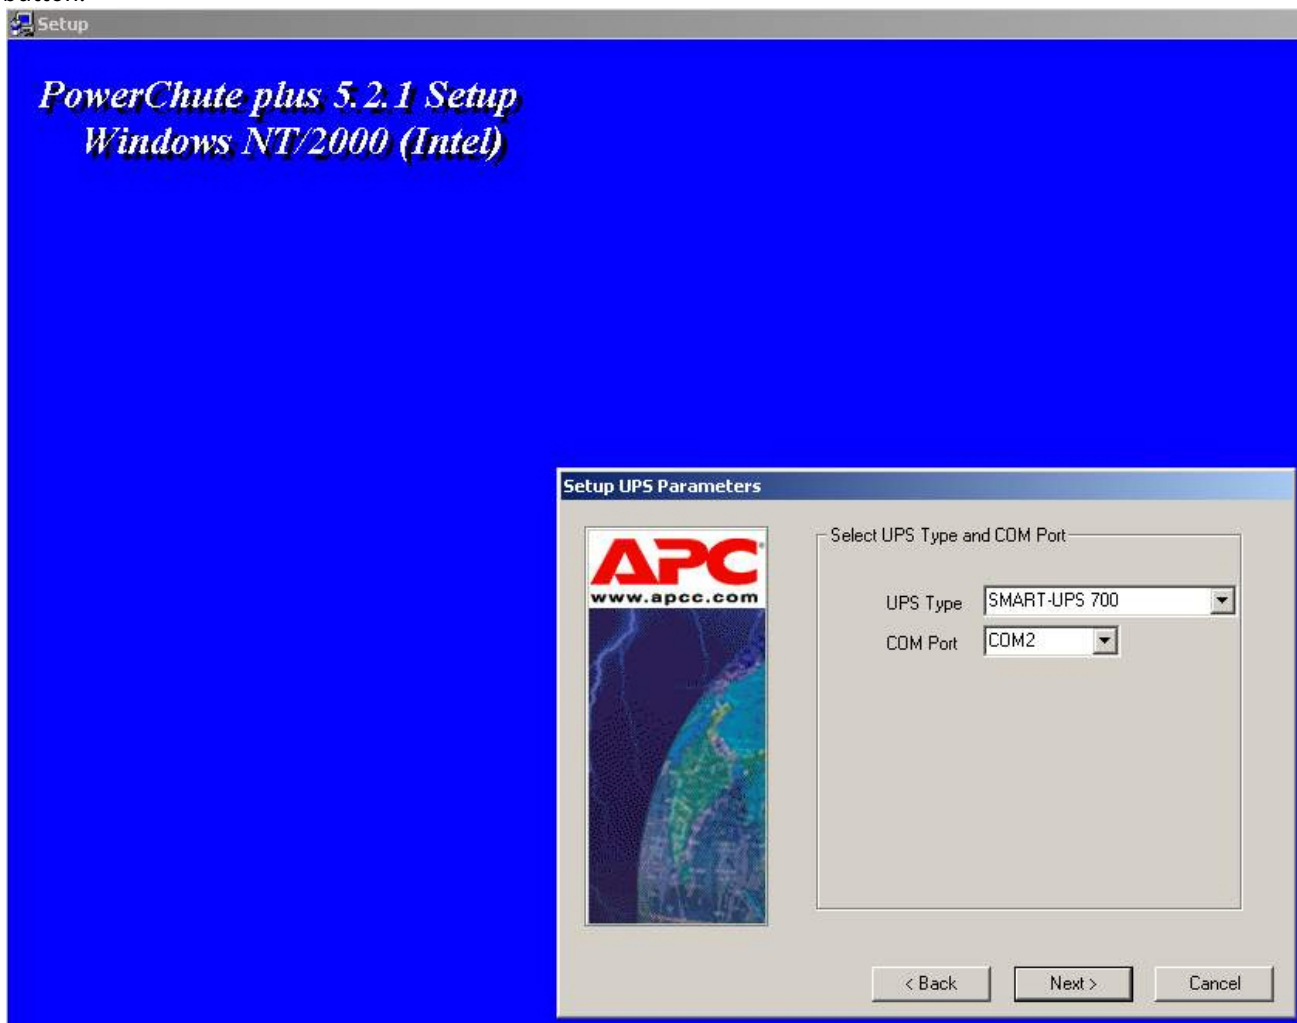 button.
Setup
PowerChute plus 5.2.1 Setup
Windows NT/2000 (Intel)
Setup UPS Parameters
APC
www.apcc.com
Select UPS Type and COM Port
UPS Type SMART-UPS 700
COM Port COM2
< Back Next > Cancel